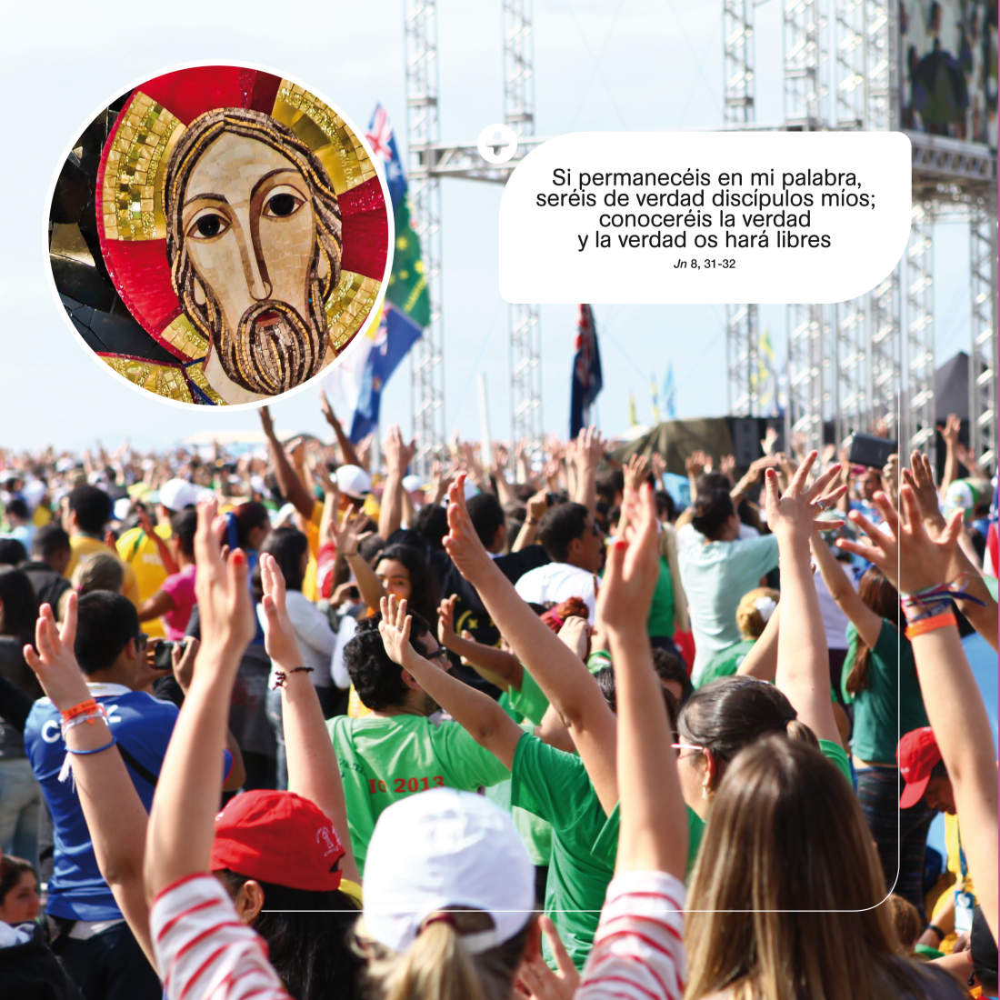 Si permanecéis en mi palabra,
seréis de verdad discípulos míos;
conoceréis la verdad
y la verdad os hará libres
Jn 8, 31-32
2013